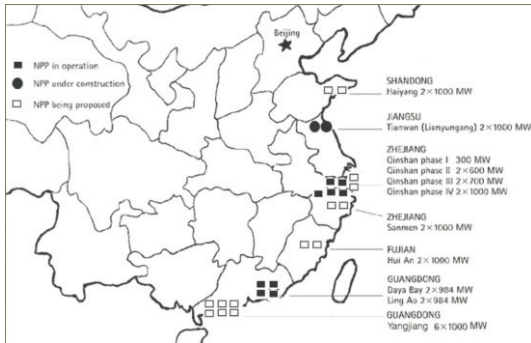 Beijing
NPP in operation
NPP under construction
NPP being proposed
SHANDONG
Haiyang 2×1000 MW
JIANGSU
Tianwan (Lianyungang) 2×1000 MW
ZHEJIANG
Qinshan phase I 300 MW
Qinshan phase II 2×600 MW
Qinshan phase III 2×700 MW
Qinshan phase IV 2×1000 MW
ZHEJIANG
Sanmen 2×1000 MW
FUJIAN
Hui An 2×1000 MW
GUANGDONG
Daya Bay 2×984 MW
Ling Ao 2×984 MW
GUANGDONG
Yangjiang 6×1000 MW